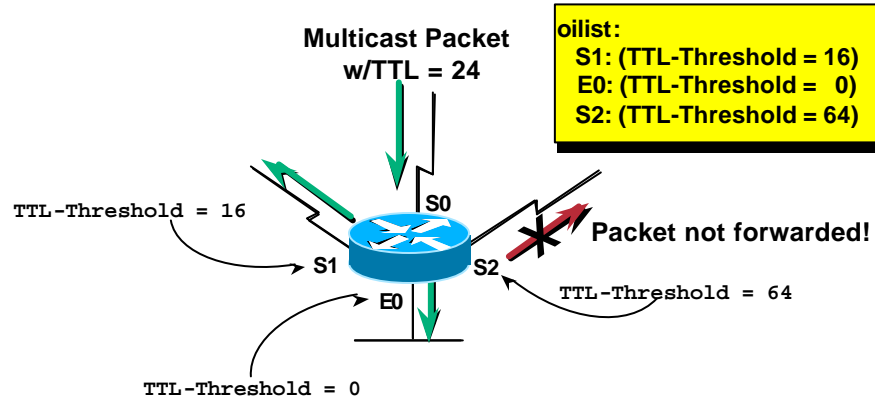 Multicast Packet
w/TTL = 24
oilist:
S1: (TTL-Threshold = 16)
E0: (TTL-Threshold = 0)
S2: (TTL-Threshold = 64)
S0
TTL-Threshold = 16
Packet not forwarded!
S1
S2
TTL-Threshold = 64
E0
TTL-Threshold = 0